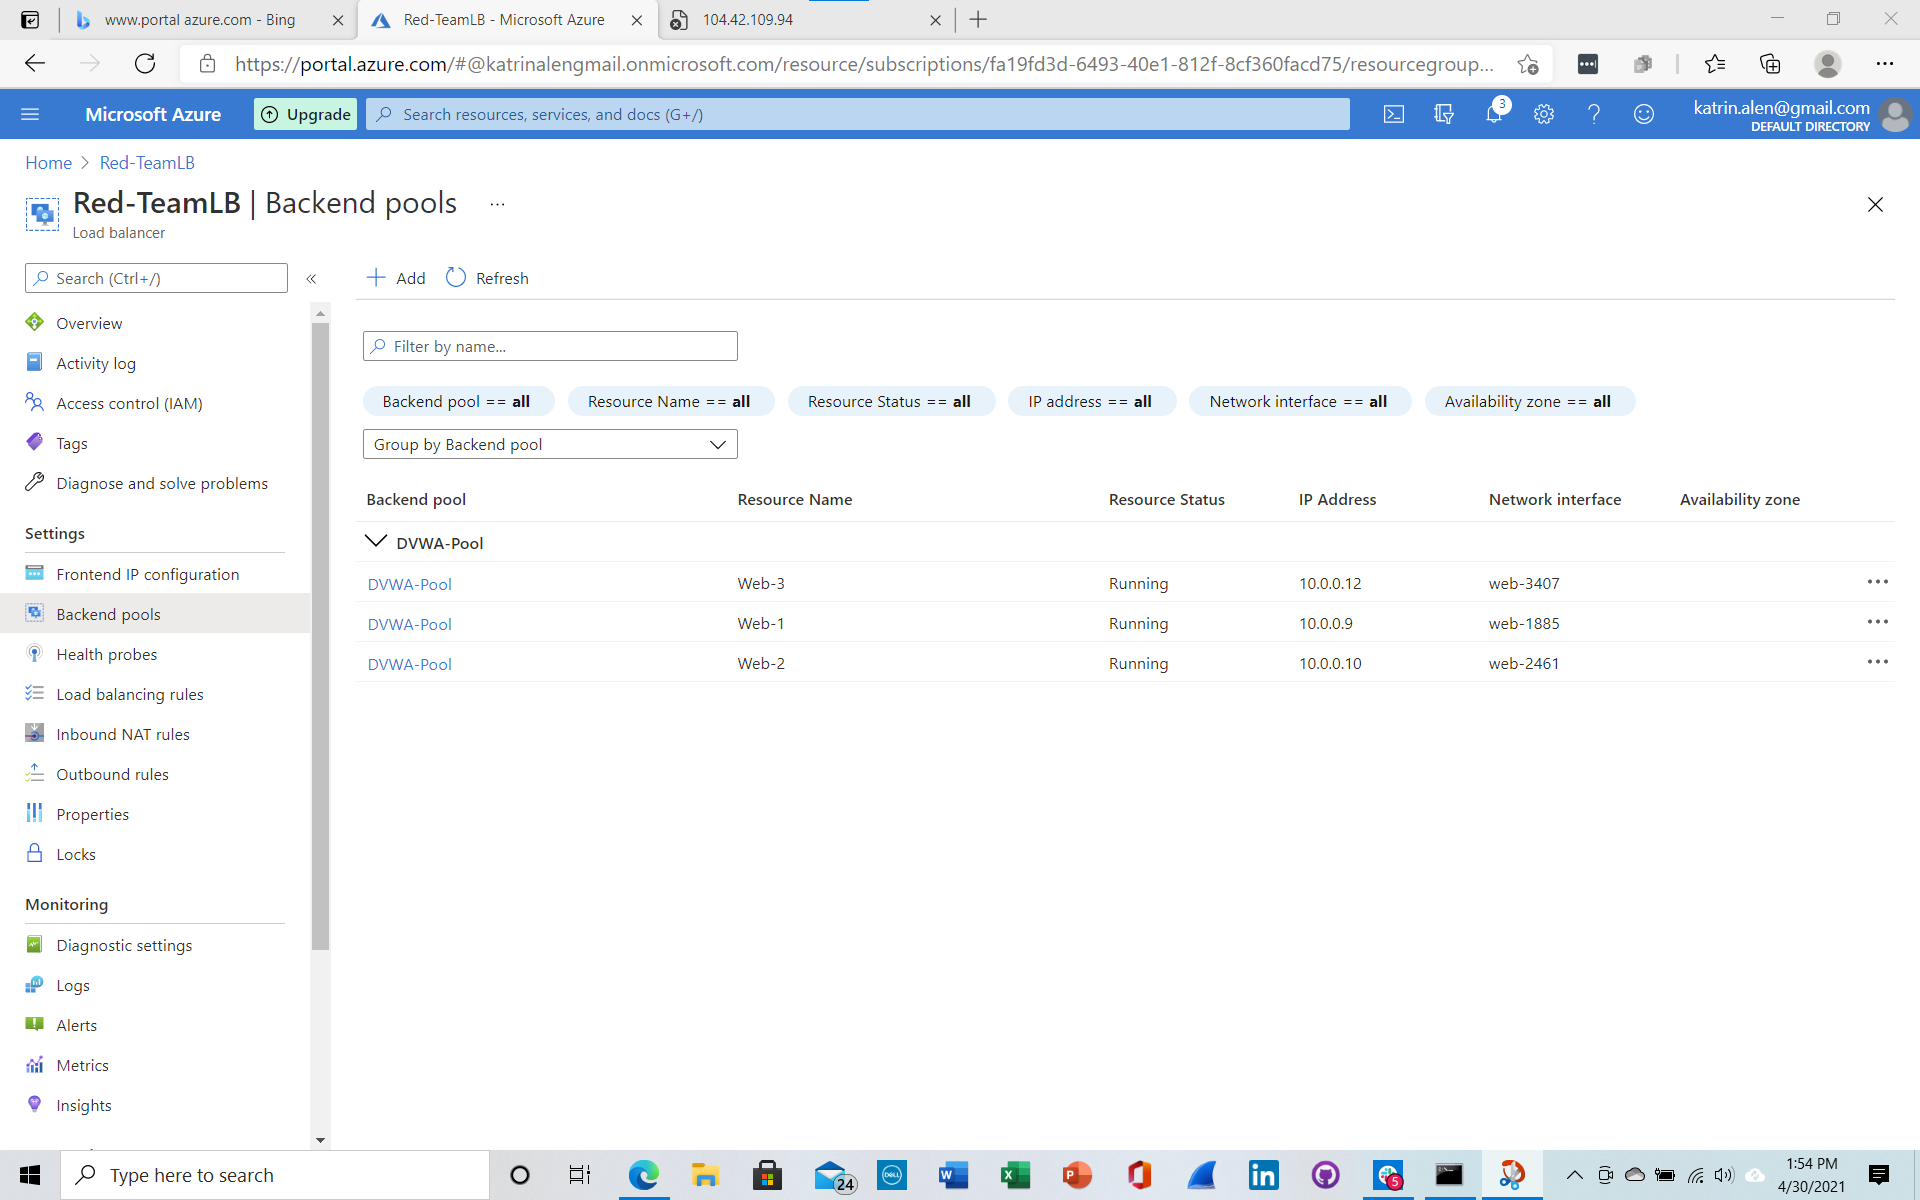 www.portal azure.com - Bing
Red-TeamLB - Microsoft Azure
104.42.109.94
https://portal.azure.com/#@katrinalengmail.onmicrosoft.com/resource/subscriptions/fa19fd3d-6493-40e1-812f-8cf360facd75/resourcegroup...
Microsoft Azure
Upgrade
Search resources, services, and docs (G+/)
3
katrin.alen@gmail.com
DEFAULT DIRECTORY
Home > Red-TeamLB
Red-TeamLB | Backend pools ...
Load balancer
Search (Ctrl+/)
«
Add
Refresh
Overview
Activity log
Access control (IAM)
Tags
Diagnose and solve problems
Settings
Frontend IP configuration
Backend pools
Health probes
Load balancing rules
Inbound NAT rules
Outbound rules
Properties
Locks
Monitoring
Diagnostic settings
Logs
Alerts
Metrics
Insights
Filter by name...
Backend pool == all
Resource Name == all
Resource Status == all
IP address == all
Network interface == all
Availability zone == all
Group by Backend pool
Backend pool Resource Name Resource Status IP Address Network interface Availability zone
DVWA-Pool
DVWA-Pool Web-3 Running 10.0.0.12 web-3407
DVWA-Pool Web-1 Running 10.0.0.9 web-1885
DVWA-Pool Web-2 Running 10.0.0.10 web-2461
Type here to search
24
DELL
5
1:54 PM
4/30/2021